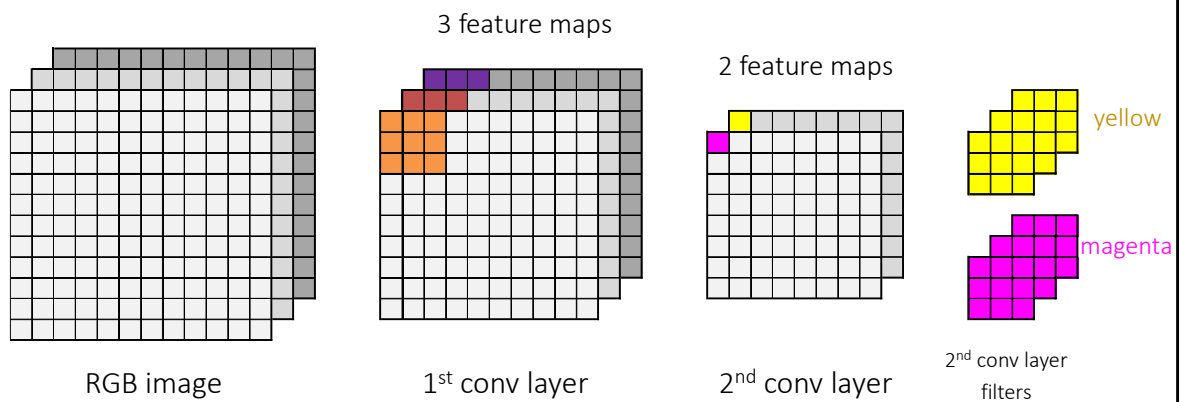 3 feature maps
2 feature maps
yellow
magenta
RGB image
1st conv layer
2nd conv layer
2nd conv layer
filters